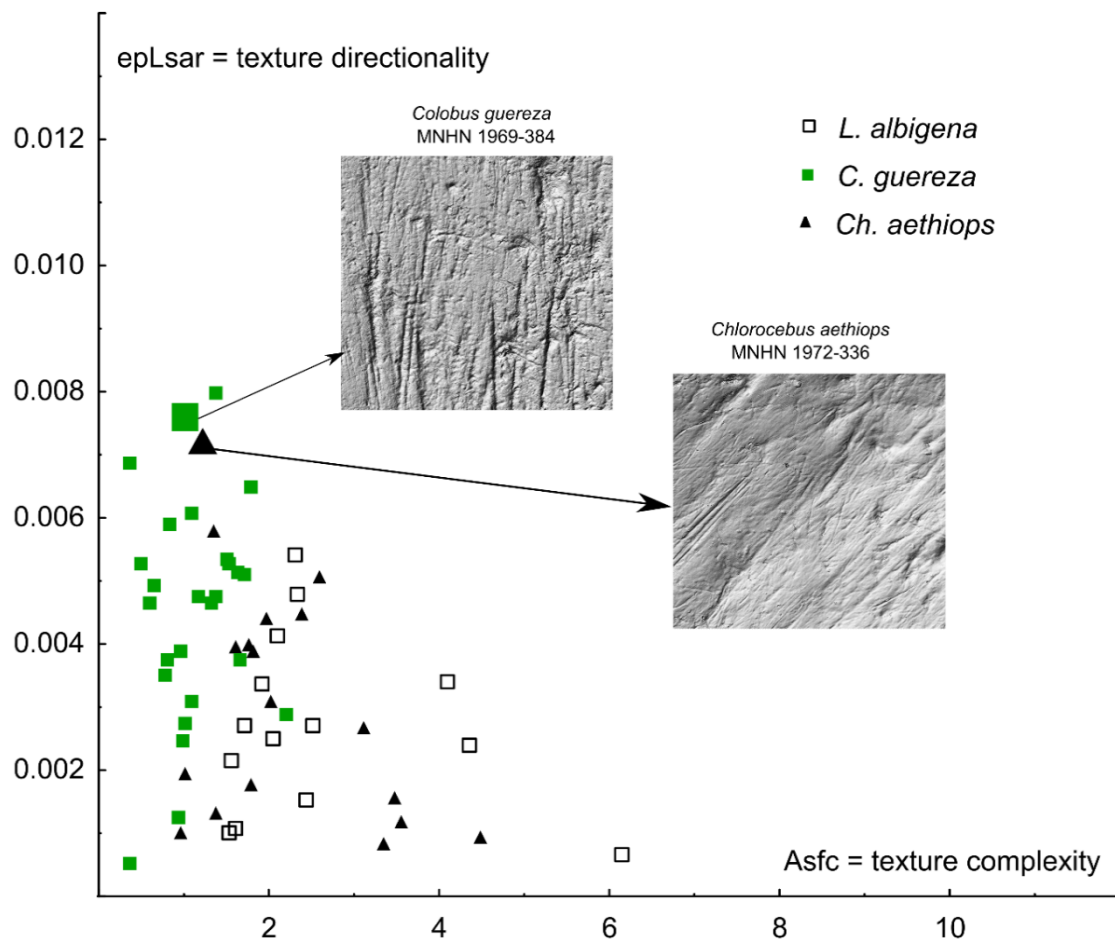 epLsar = texture directionality
Colobus guereza
MNHN 1969-384
L. albigena
C. guereza
Ch. aethiops
Chlorocebus aethiops
MNHN 1972-336
0.012
0.010
0.008
0.006
0.004
0.002
Asfc = texture complexity
2
4
6
8
10